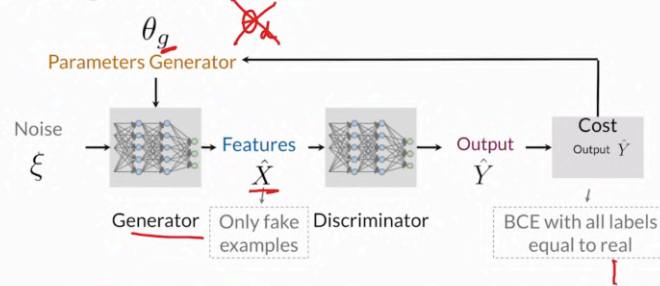 θg
θd
Parameters Generator
Noise
ξ
Features
X̂
Output
Ŷ
Cost
Output Ŷ
Generator
Only fake
examples
Discriminator
BCE with all labels
equal to real